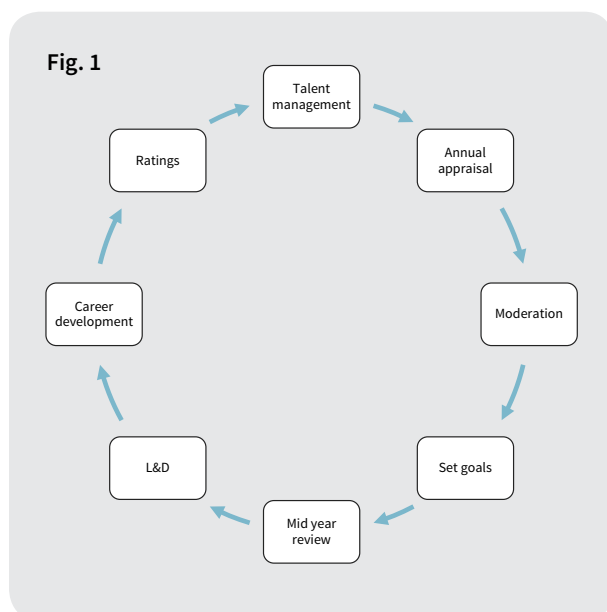 Fig. 1
Talent
management
Annual
appraisal
Moderation
Set goals
Mid year
review
L&D
Career
development
Ratings